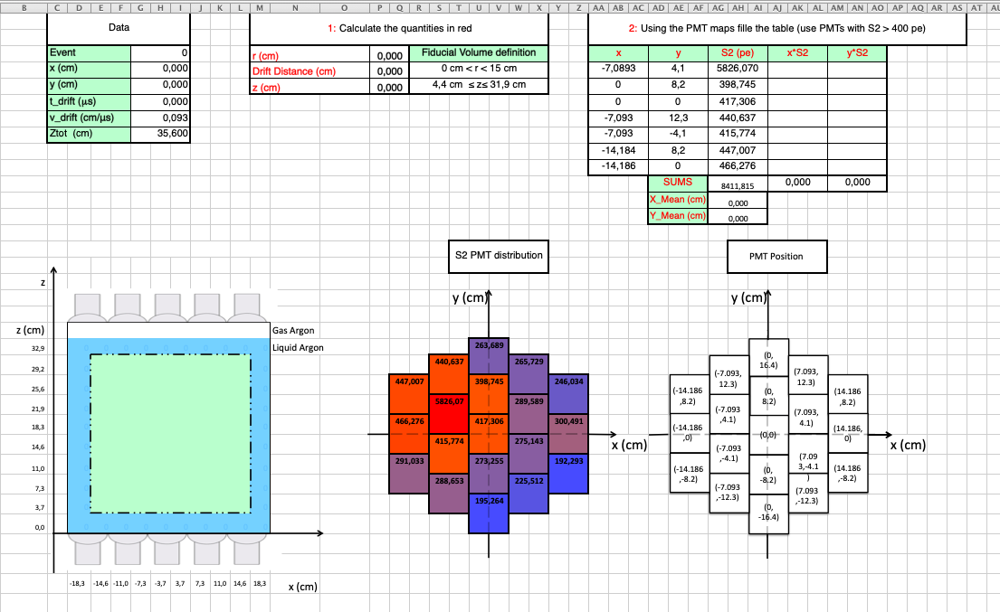 B C D E F G H I J K L M N O P Q R S T U V W X Y Z AA AB AC AD AE AF AG AH AI AJ AK AL AM AN AO AP AQ AR AS AT AU
Data
Event 0
x (cm) 0,000
y (cm) 0,000
t_drift (µs) 0,000
v_drift (cm/µs) 0,093
Ztot (cm) 35,600
1: Calculate the quantities in red
r (cm) 0,000 Fiducial Volume definition
Drift Distance (cm) 0,000 0 cm < r < 15 cm
z (cm) 0,000 4,4 cm ≤ z≤ 31,9 cm
2: Using the PMT maps fille the table (use PMTs with S2 > 400 pe)
x y S2 (pe) x*S2 y*S2
-7,0893 4,1 5826,070
0 8,2 398,745
0 0 417,306
-7,093 12,3 440,637
-7,093 -4,1 415,774
-14,184 8,2 447,007
-14,186 0 466,276
SUMS 8411,815 0,000 0,000
X_Mean (cm) 0,000
Y_Mean (cm) 0,000
z
z (cm)
32,9
29,2
25,6
21,9
18,3
14,6
11,0
7,3
3,7
0,0
Gas Argon
Liquid Argon
-18,3 -14,6 -11,0 -7,3 -3,7 3,7 7,3 11,0 14,6 18,3
x (cm)
S2 PMT distribution
y (cm)
263,689
440,637 265,729
447,007 398,745 246,034
5826,07 289,589
466,276 417,306 300,491
415,774 275,143
291,033 273,255 192,293
288,653 225,512
195,264
x (cm)
PMT Position
y (cm)
(0,
16.4)
(-7.093,
12.3)
(7.093,
12.3)
(-14.186
,8.2)
(0,
8,2)
(14.186
,8.2)
(-7.093
,4.1)
(7.093,
4.1)
(-14.186
,0)
(0,0)
(14.186,
0)
(-7.093
,-4.1)
(7.09
3,-4.1
)
(-14.186
,-8.2)
(0,
-8,2)
(14.186
,-8.2)
(-7.093
,-12.3)
(7.093
,-12.3)
(0,
-16.4)
x (cm)